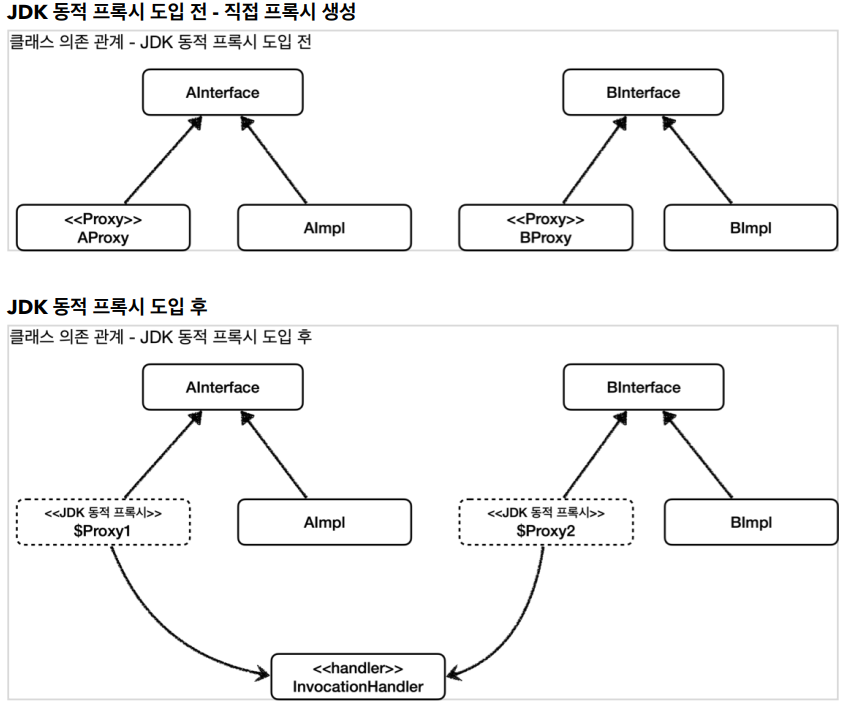 JDK 동적 프록시 도입 전 - 직접 프록시 생성
클래스 의존 관계 - JDK 동적 프록시 도입 전
AInterface
BInterface
<<Proxy>>
AProxy
AImpl
<<Proxy>>
BProxy
BImpl
JDK 동적 프록시 도입 후
클래스 의존 관계 - JDK 동적 프록시 도입 후
AInterface
BInterface
<<JDK 동적 프록시>>
$Proxy1
AImpl
<<JDK 동적 프록시>>
$Proxy2
BImpl
<<handler>>
InvocationHandler